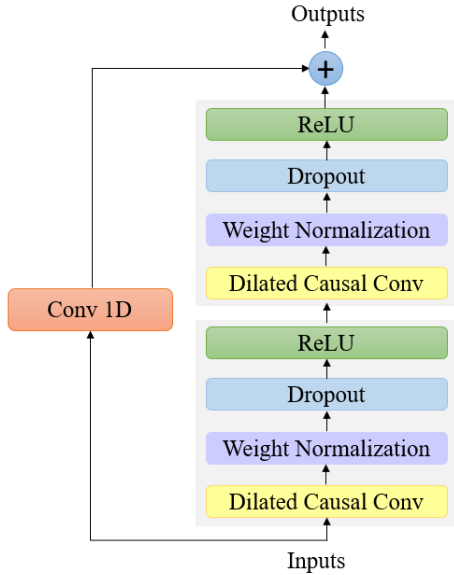 Outputs
+
ReLU
Dropout
Weight Normalization
Dilated Causal Conv
Conv 1D
ReLU
Dropout
Weight Normalization
Dilated Causal Conv
Inputs